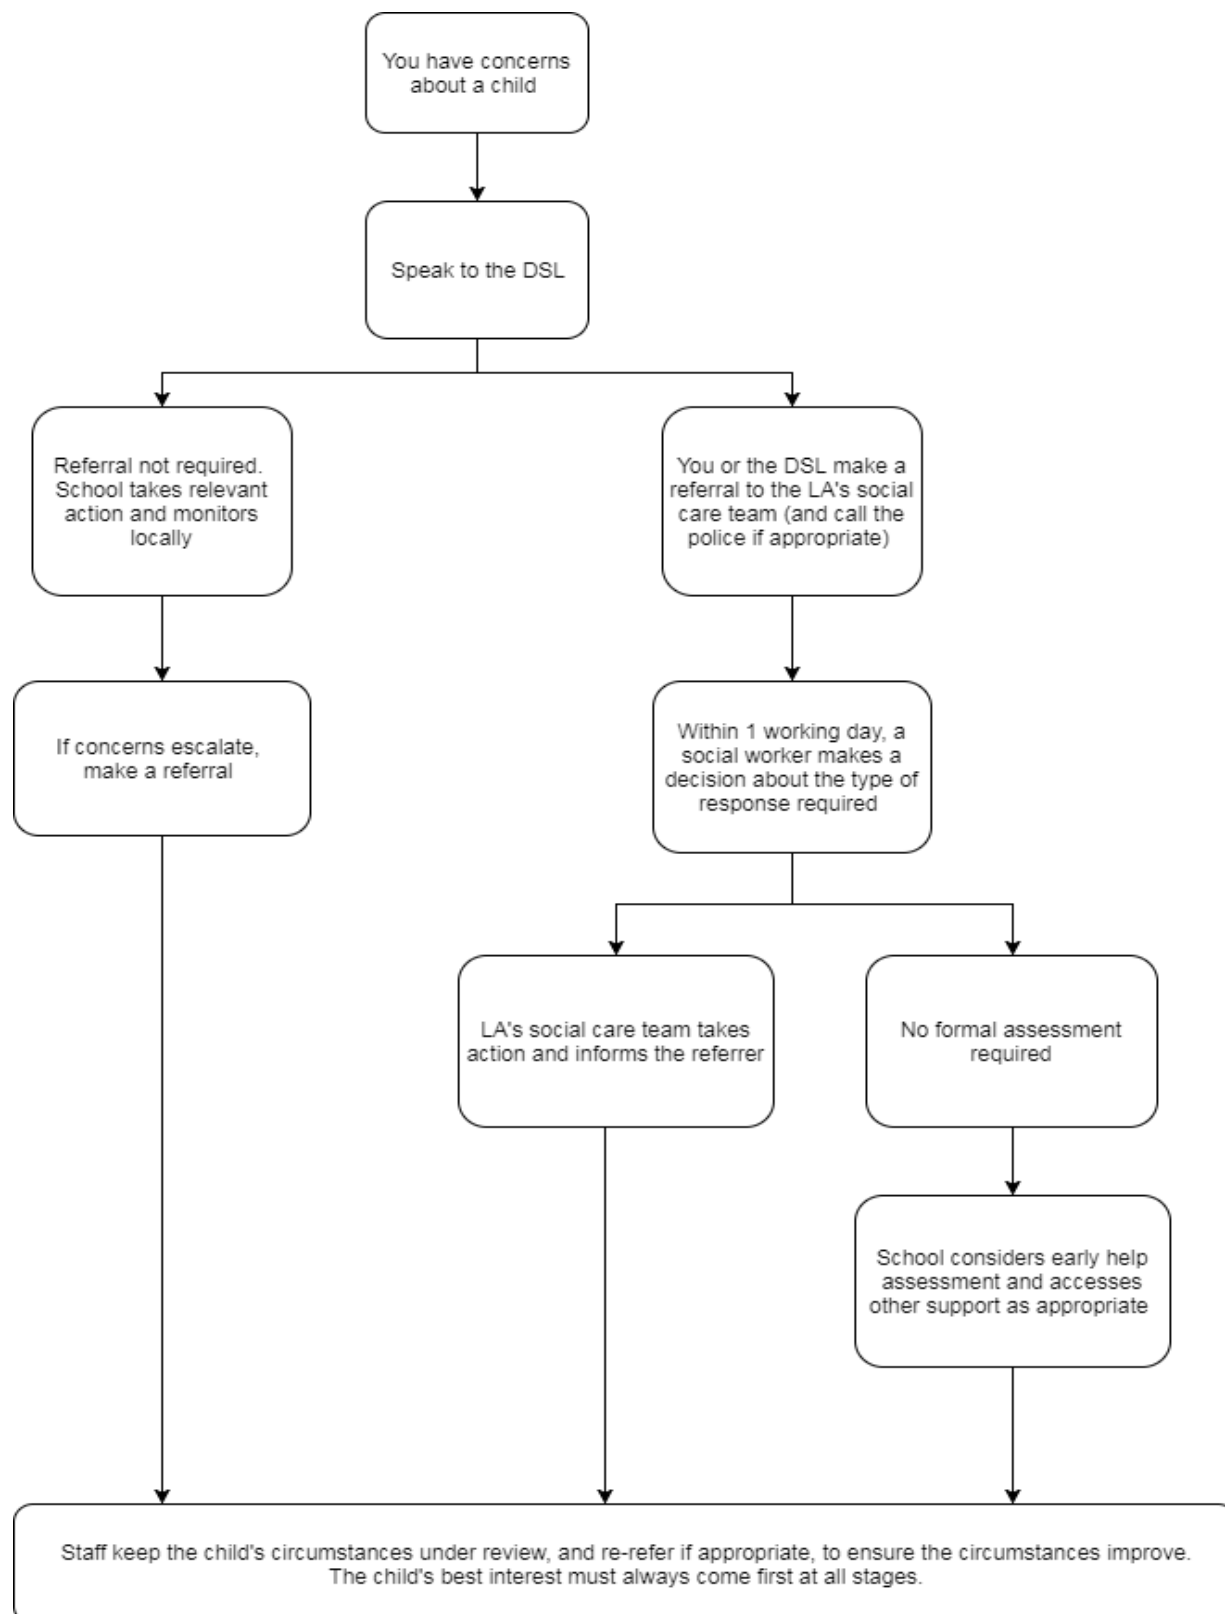 You have concerns
about a child
Speak to the DSL
Referral not required.
School takes relevant
action and monitors
locally
You or the DSL make a
referral to the LA's social
care team (and call the
police if appropriate)
If concerns escalate,
make a referral
Within 1 working day, a
social worker makes a
decision about the type of
response required
LA's social care team takes
action and informs the referrer
No formal assessment
required
School considers early help
assessment and accesses
other support as appropriate
Staff keep the child's circumstances under review, and re-refer if appropriate, to ensure the circumstances improve.
The child's best interest must always come first at all stages.